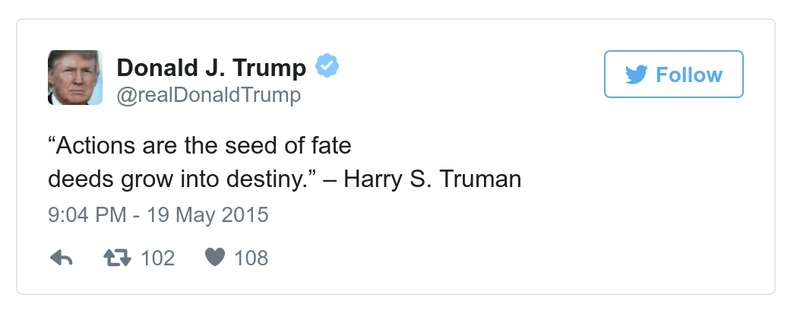 Donald J. Trump
@realDonaldTrump
Follow
“Actions are the seed of fate
deeds grow into destiny.” – Harry S. Truman
9:04 PM - 19 May 2015
102 108